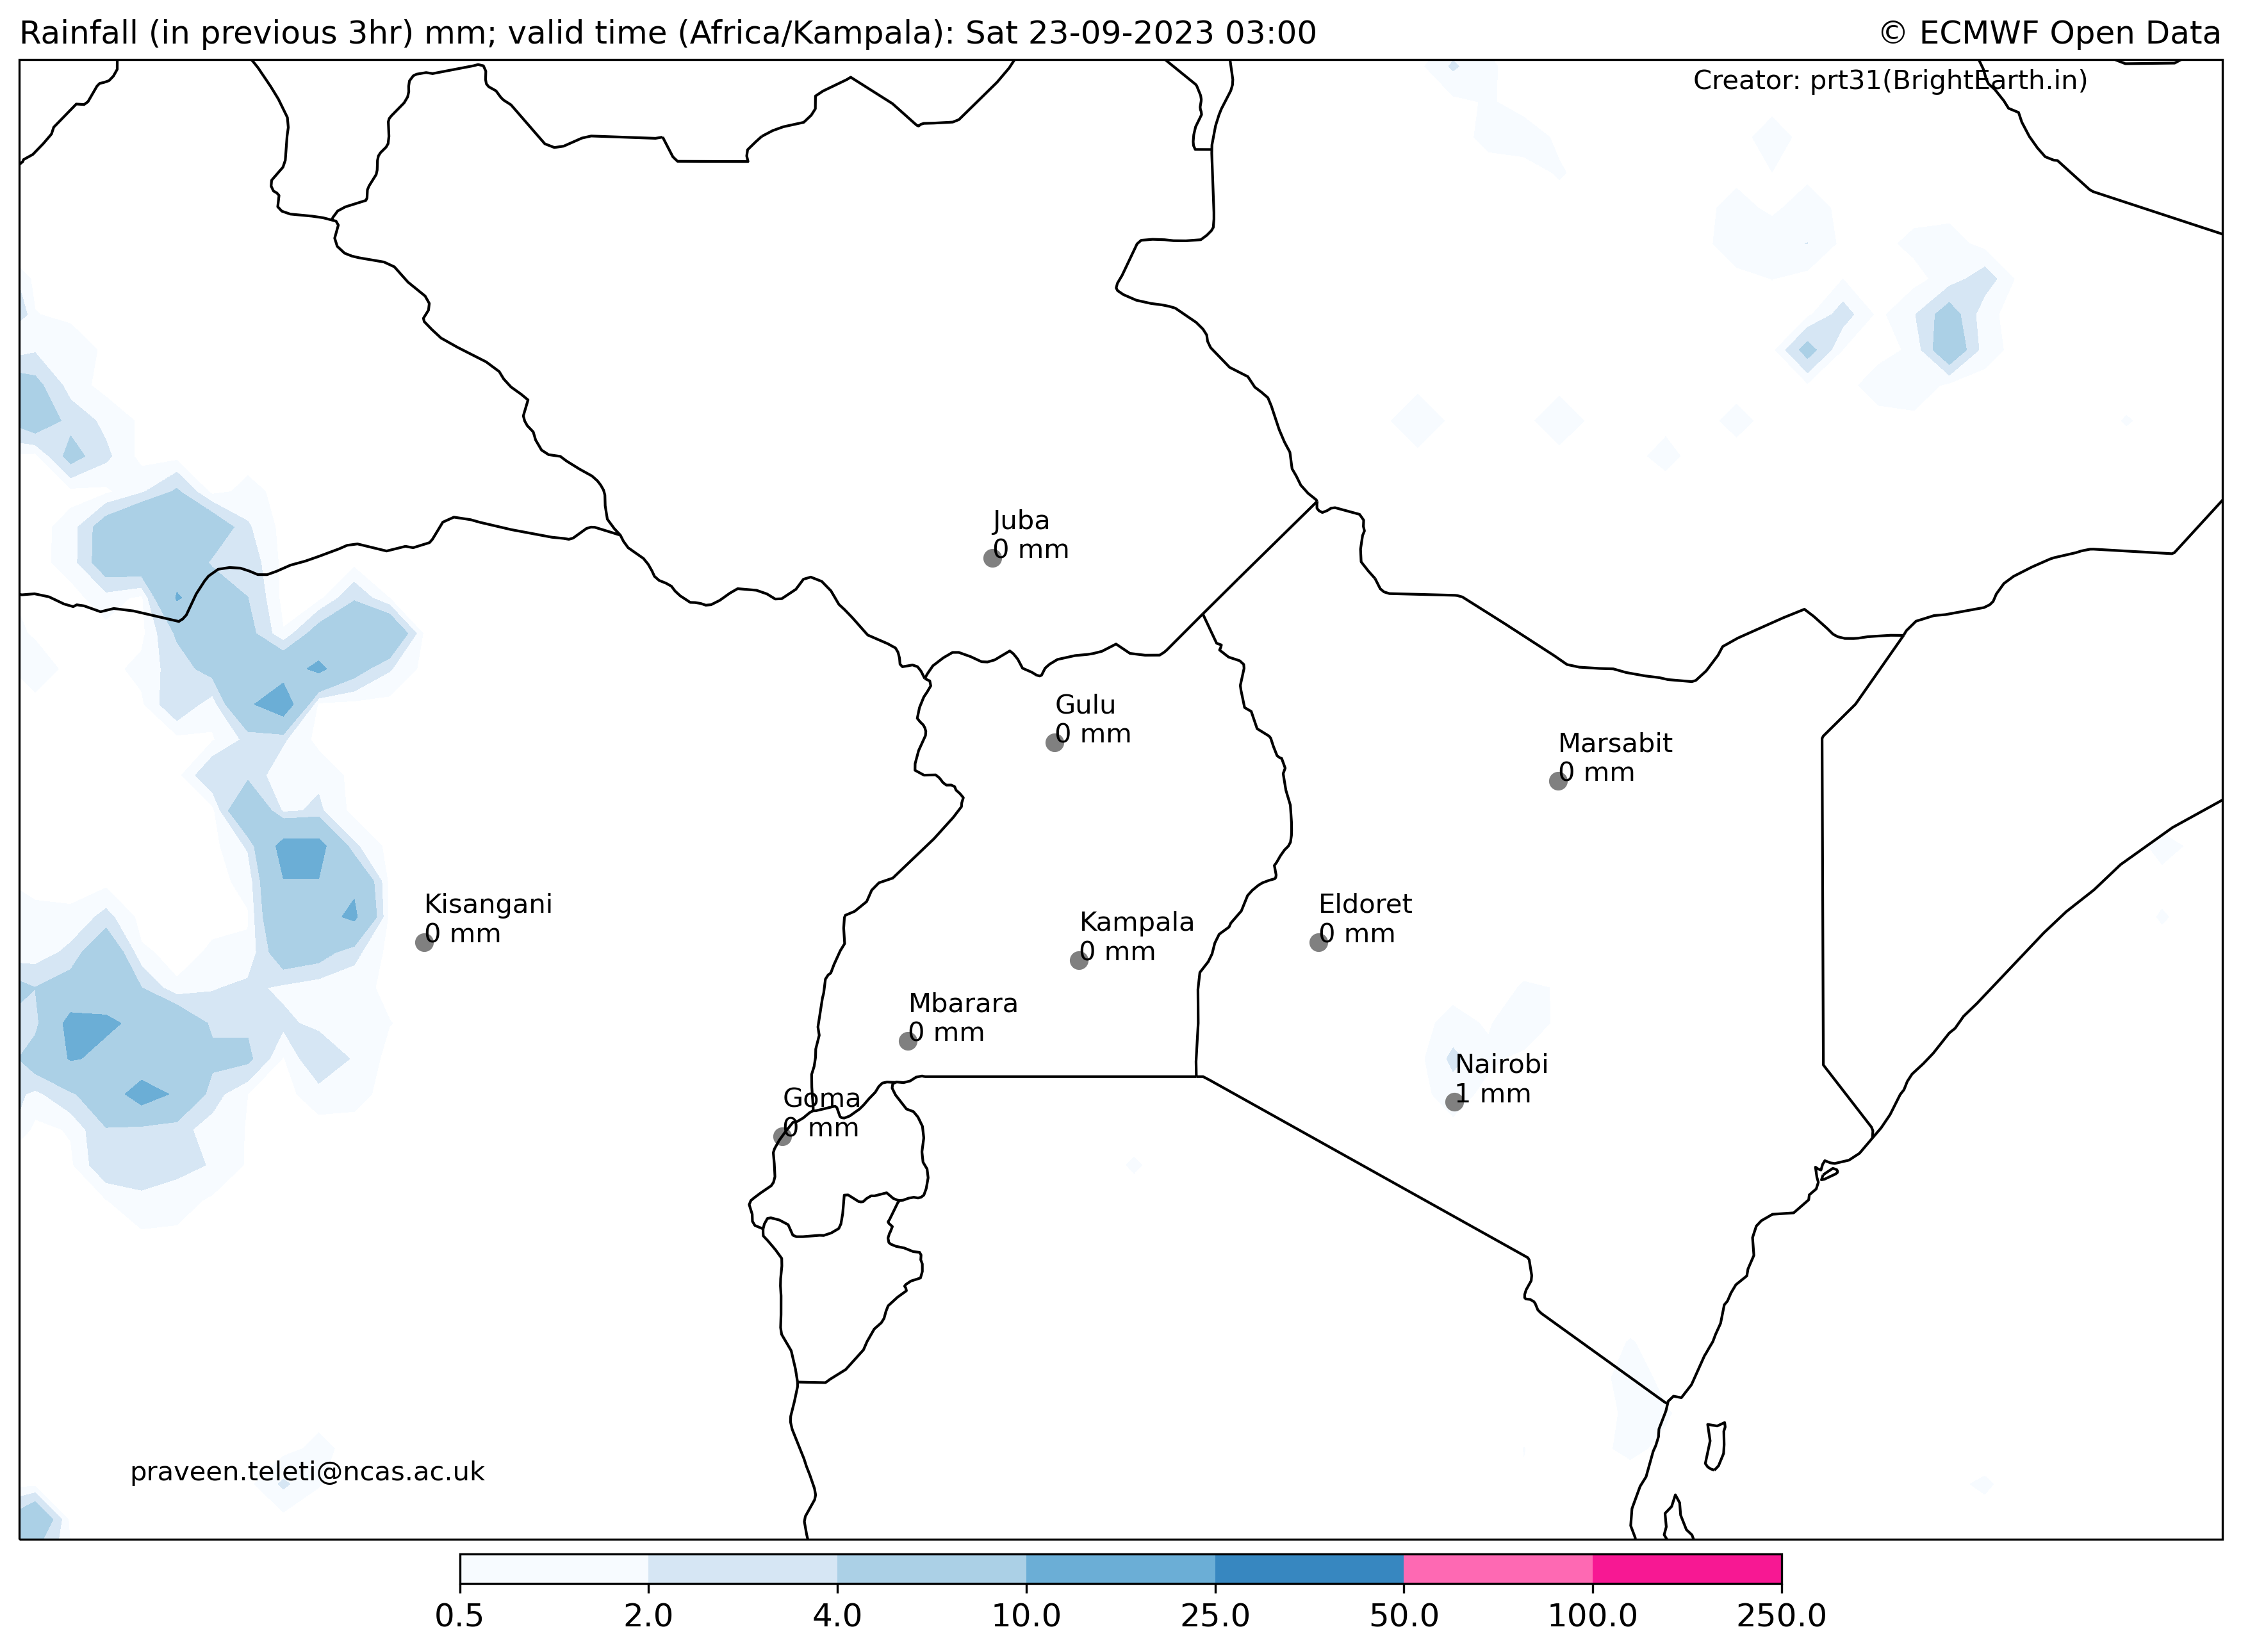 Rainfall (in previous 3hr) mm; valid time (Africa/Kampala): Sat 23-09-2023 03:00
© ECMWF Open Data
Creator: prt31(BrightEarth.in)
Juba
0 mm
Gulu
0 mm
Marsabit
0 mm
Kisangani
0 mm
Kampala
0 mm
Eldoret
0 mm
Mbarara
0 mm
Nairobi
1 mm
Goma
0 mm
praveen.teleti@ncas.ac.uk
0.5 2.0 4.0 10.0 25.0 50.0 100.0 250.0